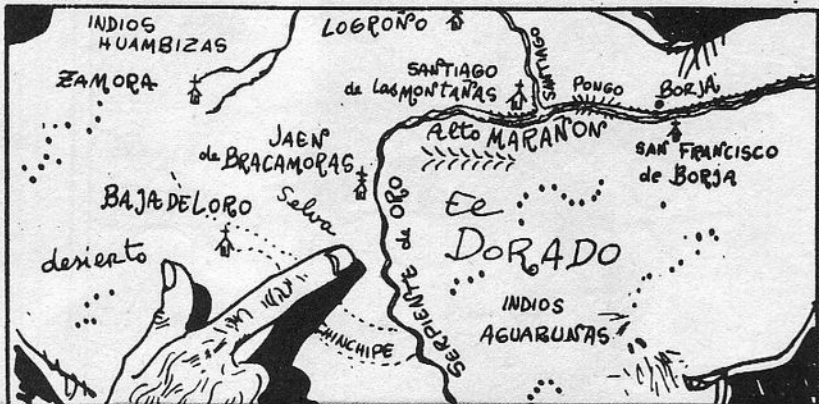 INDIOS
HUAMBIZAS
LOGROÑO
ZAMORA
SANTIAGO
de las MONTAÑAS
SANTIAGO
PONGO
BORJA
Alto MARAÑON
SAN FRANCISCO
de BORJA
JAEN
de BRACAMORAS
Selva
BAJA DEL ORO
desierto
El
DORADO
SERPIENTE de ORO
INDIOS
AGUARUNAS
CHINCHIPE